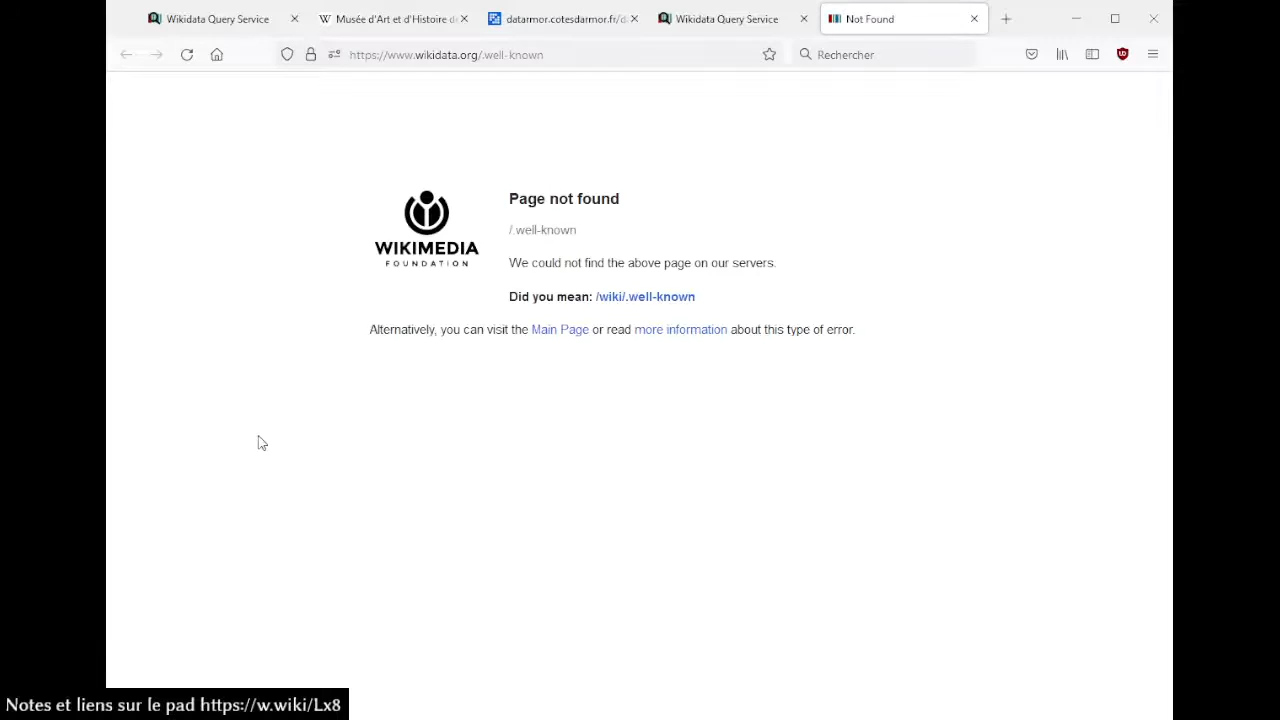 Wikidata Query Service
Musée d'Art et d'Histoire de
datarmor.cotesdarmor.fr/d
Wikidata Query Service
Not Found
https://www.wikidata.org/.well-known
Rechercher
WIKIMEDIA
FOUNDATION
Page not found
/.well-known
We could not find the above page on our servers.
Did you mean: /wiki/.well-known
Alternatively, you can visit the Main Page or read more information about this type of error.
Notes et liens sur le pad https://w.wiki/Lx8